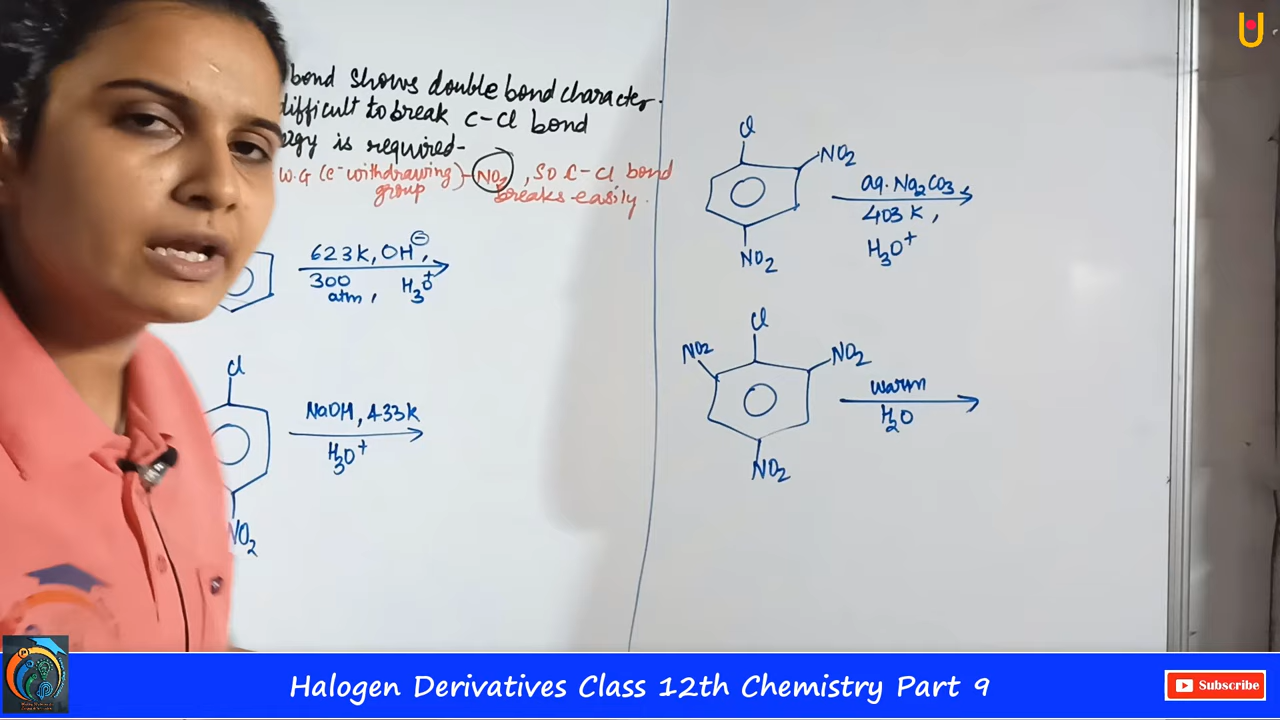 bond shows double bond character.
difficult to break C-Cl bond
ergy is required-
W.G (e- withdrawing group)-NO2, so C-Cl bond
breaks easily.
623K, OH⊖,
300 atm, H3O+
Cl
NaOH, 433K
H3O+
NO2
Cl
NO2
NO2
aq. Na2CO3
403 K,
H3O+
Cl
NO2
NO2
NO2
warm
H2O
Halogen Derivatives Class 12th Chemistry Part 9
Subscribe